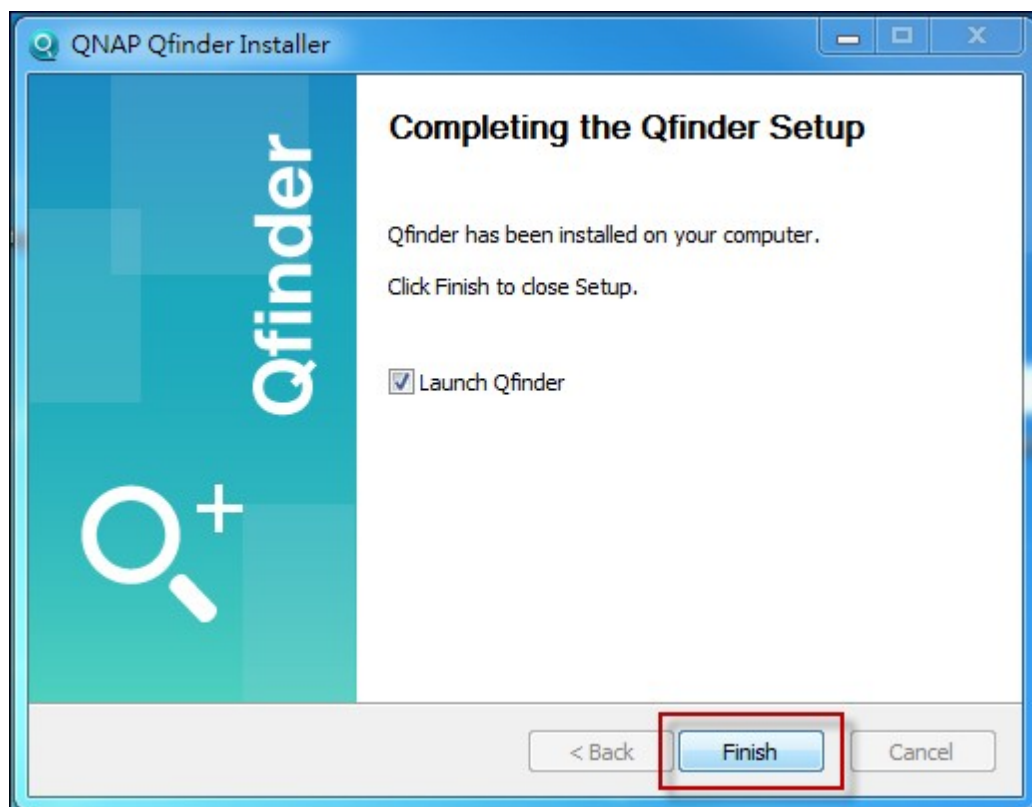 QNAP Qfinder Installer
Qfinder
Completing the Qfinder Setup
Qfinder has been installed on your computer.
Click Finish to close Setup.
Launch Qfinder
< Back
Finish
Cancel